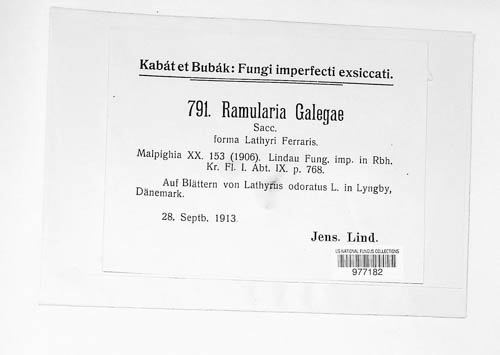 Kabát et Bubák: Fungi imperfecti exsiccati.
791. Ramularia Galegae
Sacc.
forma Lathyri Ferraris.
Malpighia XX. 153 (1906). Lindau Fung. imp. in Rbh.
Kr. Fl. I. Abt. IX. p. 768.
Auf Blättern von Lathyrus odoratus L. in Lyngby,
Dänemark.
28. Septb. 1913.
Jens. Lind.
US NATIONAL FUNGUS COLLECTIONS
977182